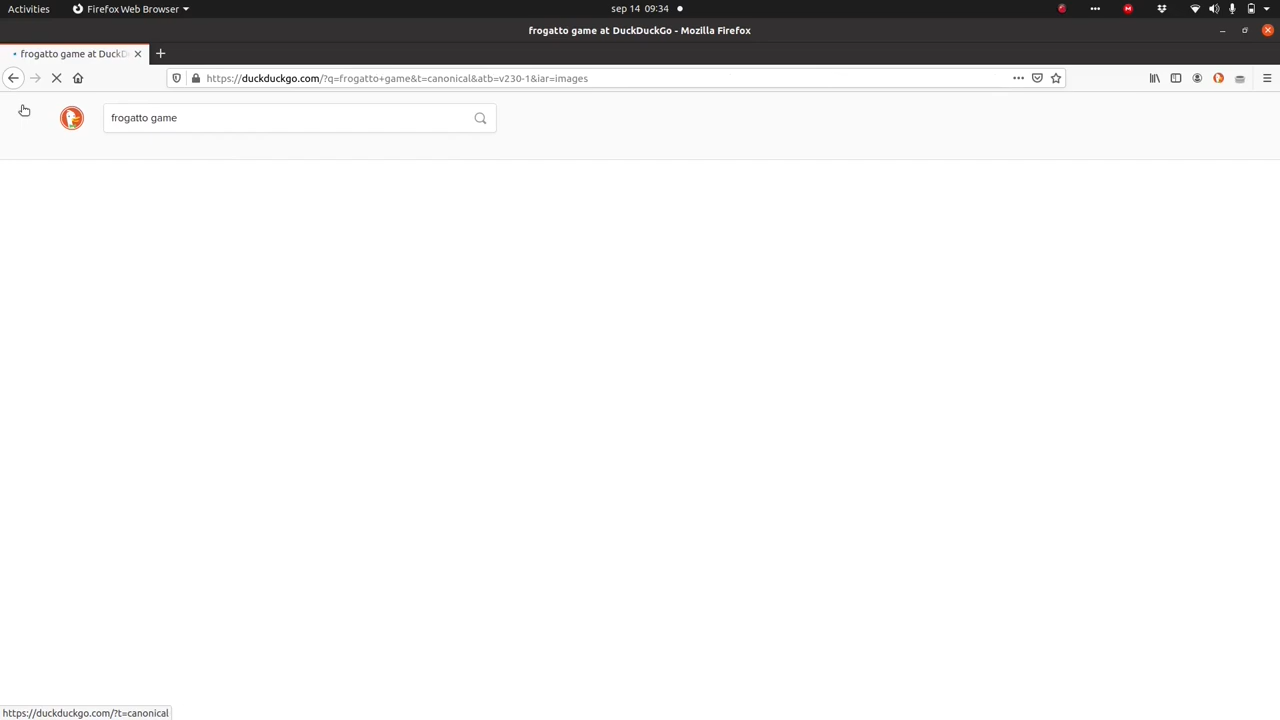 Activities
Firefox Web Browser
sep 14 09:34
frogatto game at DuckDuckGo - Mozilla Firefox
frogatto game at DuckD
https://duckduckgo.com/?q=frogatto+game&t=canonical&atb=v230-1&iar=images
frogatto game
https://duckduckgo.com/?t=canonical